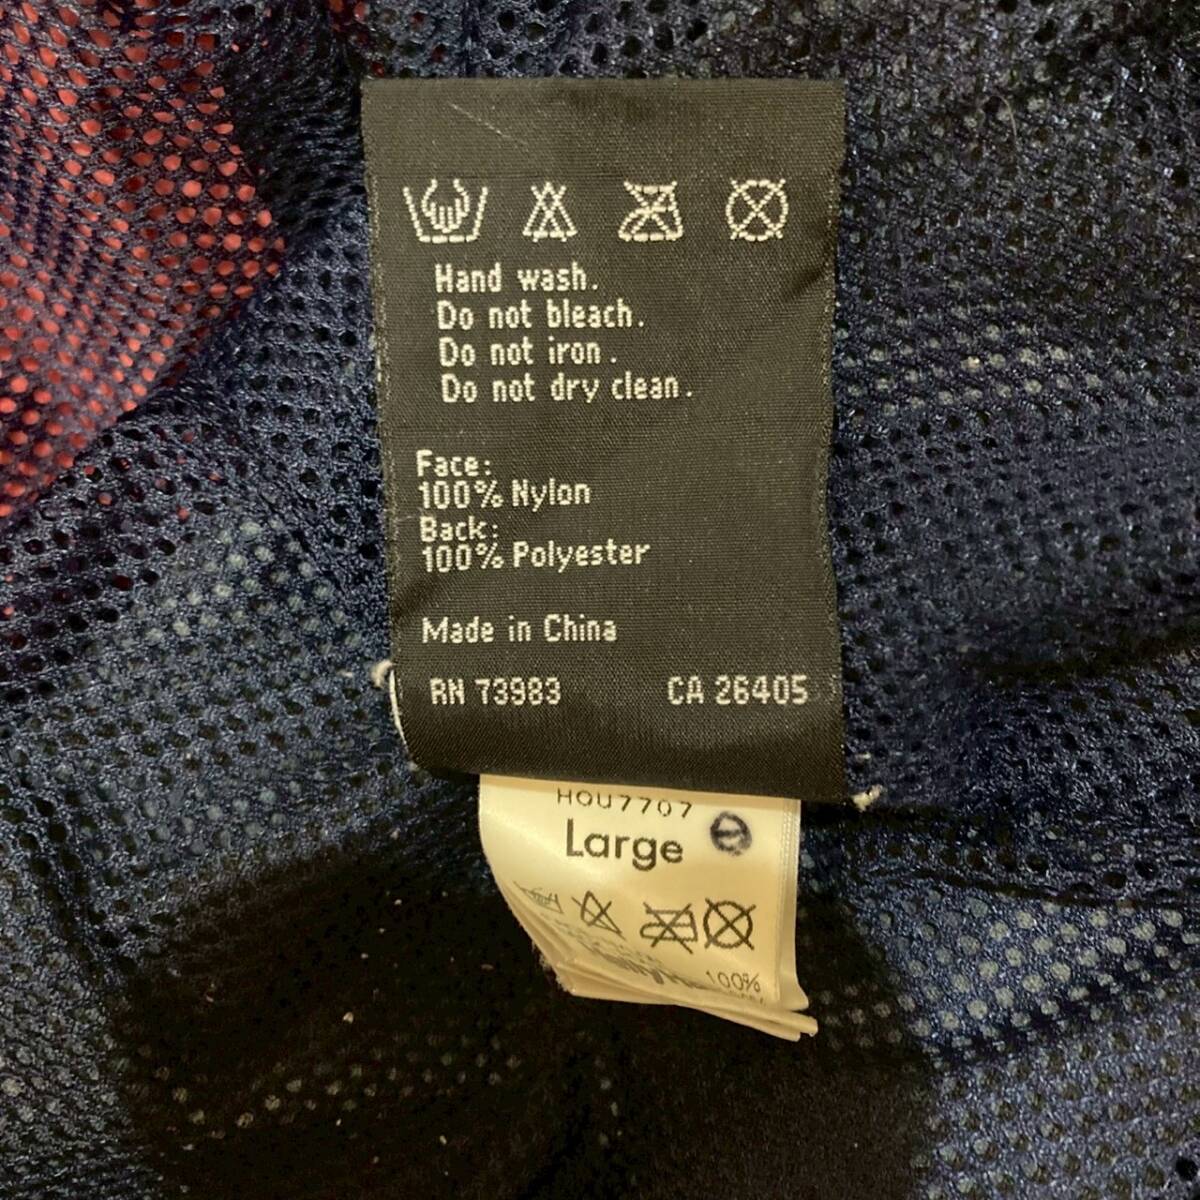 Hand wash.
Do not bleach.
Do not iron.
Do not dry clean.
Face:
100% Nylon
Back:
100% Polyester
Made in China
RN 73983 CA 26405
HOU7707
Large
100%